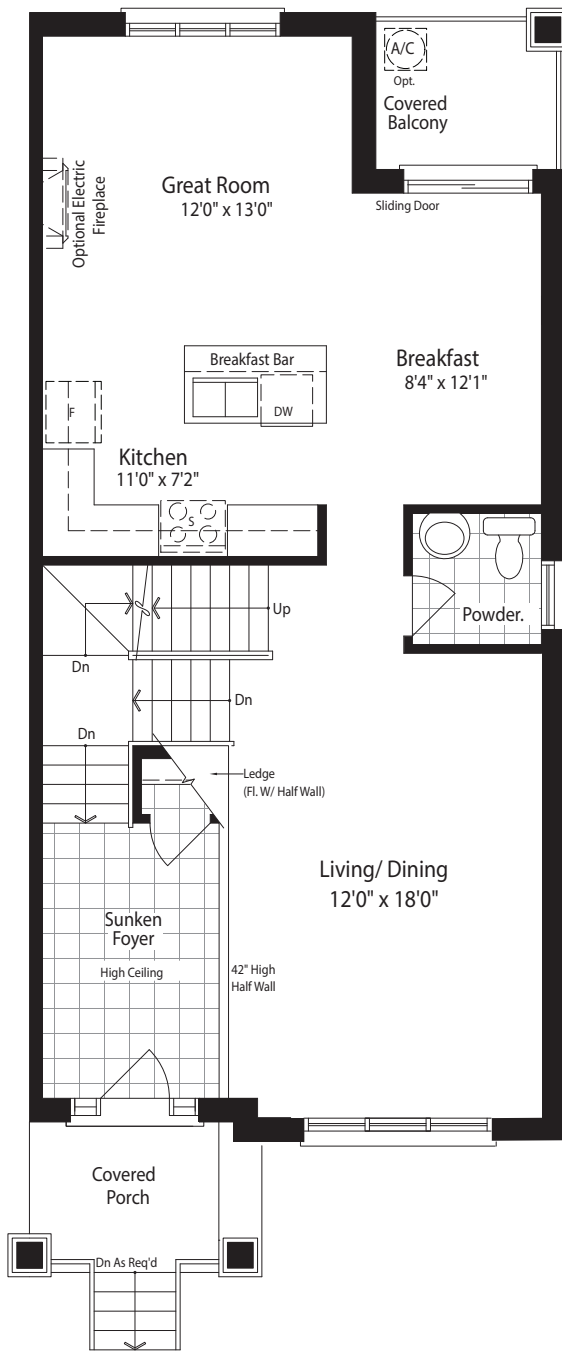 A/C
Opt.
Covered
Balcony
Sliding Door
Great Room
12'0" x 13'0"
Optional Electric
Fireplace
Breakfast Bar
DW
Breakfast
8'4" x 12'1"
F
Kitchen
11'0" x 7'2"
S
Powder.
Up
Dn
Dn
Dn
Ledge
(Fl. W/ Half Wall)
Living/ Dining
12'0" x 18'0"
Sunken
Foyer
High Ceiling
42" High
Half Wall
Covered
Porch
Dn As Req'd